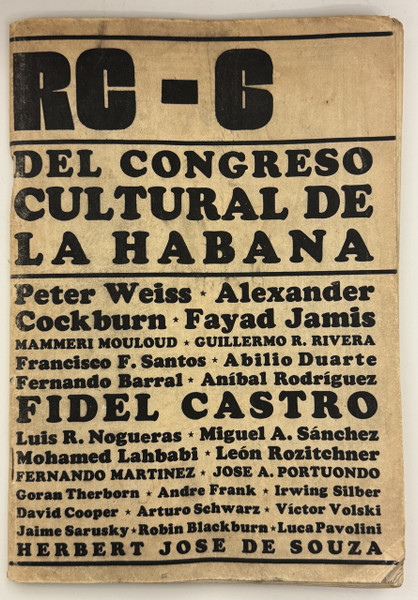 RC - 6
DEL CONGRESO
CULTURAL DE
LA HABANA
Peter Weiss * Alexander
Cockburn * Fayad Jamis
MAMMERI MOULOUD * GUILLERMO R. RIVERA
Francisco F. Santos * Abilio Duarte
Fernando Barral * Aníbal Rodríguez
FIDEL CASTRO
Luis R. Nogueras * Miguel A. Sánchez
Mohamed Lahbabi * León Rozitchner
FERNANDO MARTINEZ * JOSE A. PORTUONDO
Goran Therborn * Andre Frank * Irwing Silber
David Cooper * Arturo Schwarz * Víctor Volski
Jaime Sarusky * Robin Blackburn * Luca Pavolini
HERBERT JOSE DE SOUZA